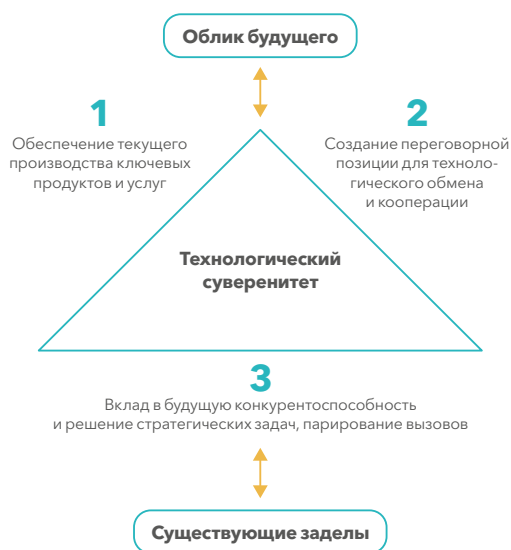 Облик будущего
1
Обеспечение текущего
производства ключевых
продуктов и услуг
2
Создание переговорной
позиции для техноло-
гического обмена
и кооперации
Технологический
суверенитет
3
Вклад в будущую конкурентоспособность
и решение стратегических задач, парирование вызовов
Существующие заделы